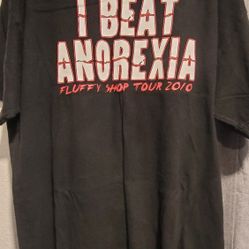 I BEAT
ANOREXIA
FLUFFY SHOP TOUR 2010